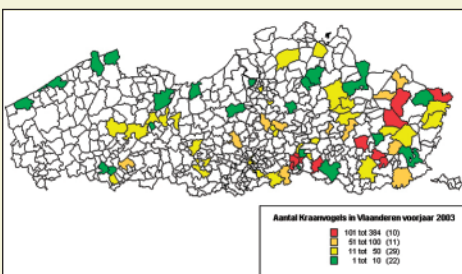 Aantal Kraanvogels in Vlaanderen voorjaar 2003
101 tot 384 (10)
51 tot 100 (11)
11 tot 50 (29)
1 tot 10 (22)